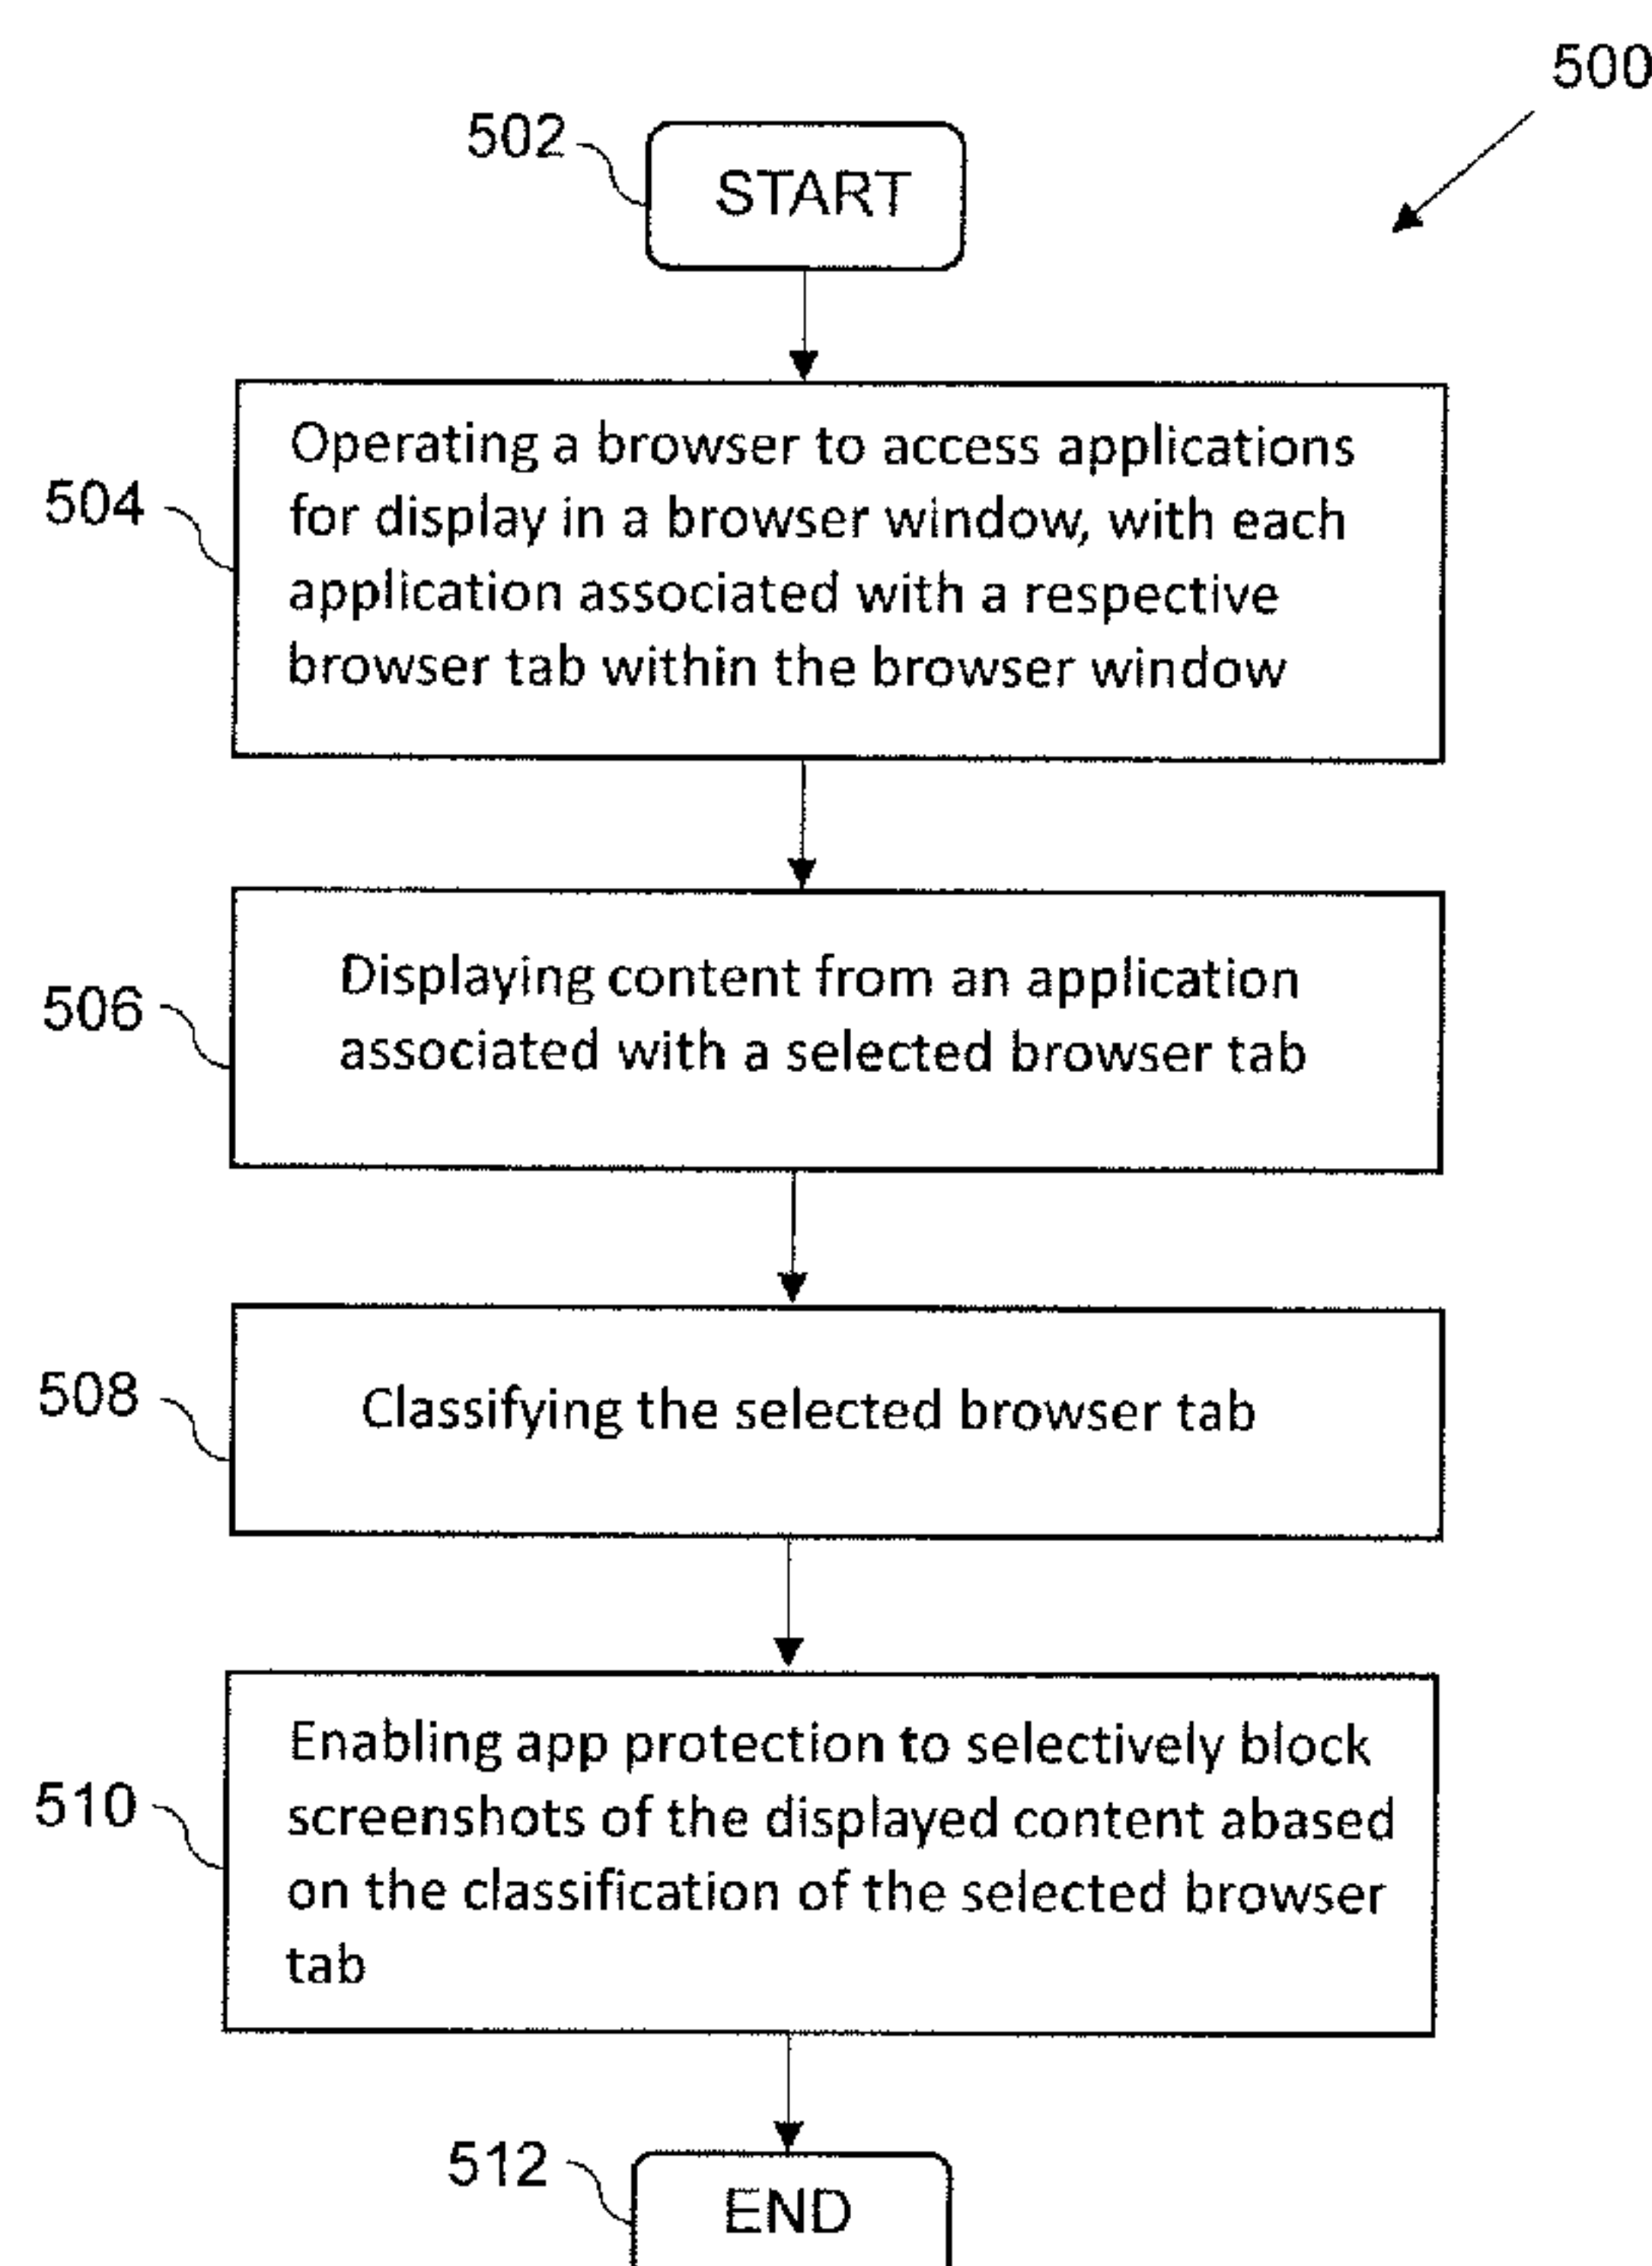 500
502
START
504
Operating a browser to access applications
for display in a browser window, with each
application associated with a respective
browser tab within the browser window
506
Displaying content from an application
associated with a selected browser tab
508
Classifying the selected browser tab
510
Enabling app protection to selectively block
screenshots of the displayed content abased
on the classification of the selected browser
tab
512
END